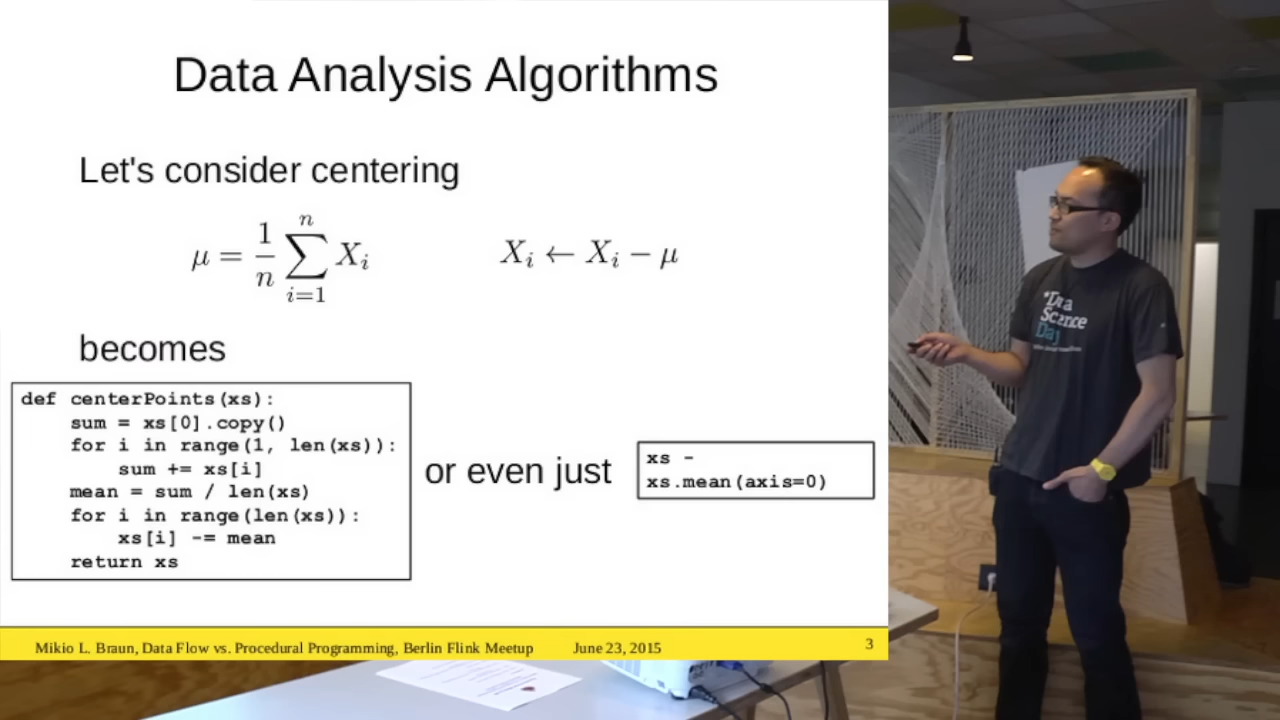 Data Analysis Algorithms
Let's consider centering
μ = 1/n ∑_{i=1}^{n} X_i
X_i ← X_i − μ
becomes
def centerPoints(xs):
    sum = xs[0].copy()
    for i in range(1, len(xs)):
        sum += xs[i]
    mean = sum / len(xs)
    for i in range(len(xs)):
        xs[i] -= mean
    return xs
or even just
xs -
xs.mean(axis=0)
Mikio L. Braun, Data Flow vs. Procedural Programming, Berlin Flink Meetup June 23, 2015 3
Science
Day